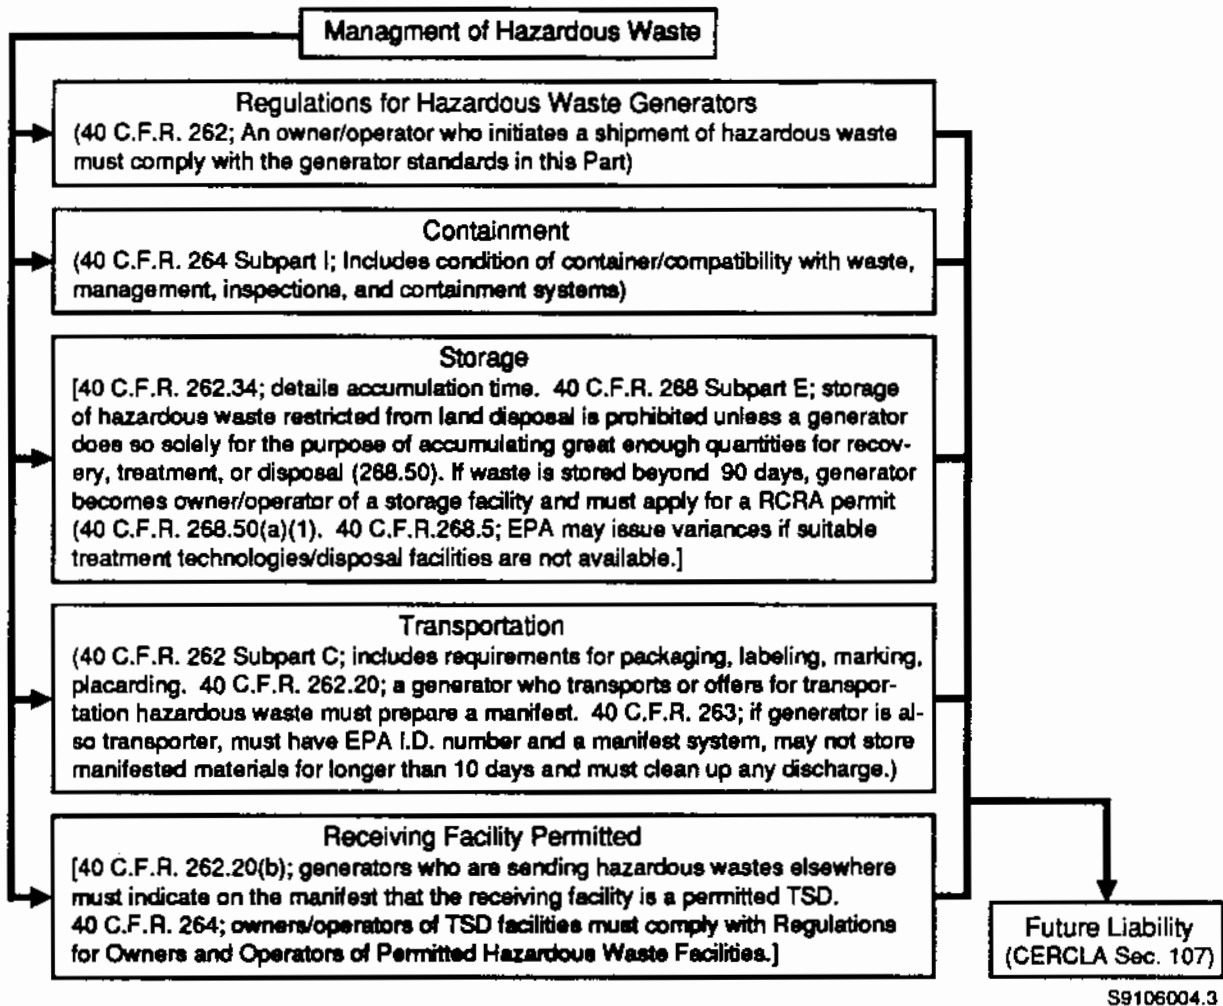 Managment of Hazardous Waste
Regulations for Hazardous Waste Generators
(40 C.F.R. 262; An owner/operator who initiates a shipment of hazardous waste
must comply with the generator standards in this Part)
Containment
(40 C.F.R. 264 Subpart I; Includes condition of container/compatibility with waste,
management, inspections, and containment systems)
Storage
[40 C.F.R. 262.34; details accumulation time. 40 C.F.R. 268 Subpart E; storage
of hazardous waste restricted from land disposal is prohibited unless a generator
does so solely for the purpose of accumulating great enough quantities for recov-
ery, treatment, or disposal (268.50). If waste is stored beyond 90 days, generator
becomes owner/operator of a storage facility and must apply for a RCRA permit
(40 C.F.R. 268.50(a)(1). 40 C.F.R.268.5; EPA may issue variances if suitable
treatment technologies/disposal facilities are not available.]
Transportation
(40 C.F.R. 262 Subpart C; includes requirements for packaging, labeling, marking,
placarding. 40 C.F.R. 262.20; a generator who transports or offers for transpor-
tation hazardous waste must prepare a manifest. 40 C.F.R. 263; if generator is al-
so transporter, must have EPA I.D. number and a manifest system, may not store
manifested materials for longer than 10 days and must clean up any discharge.)
Receiving Facility Permitted
[40 C.F.R. 262.20(b); generators who are sending hazardous wastes elsewhere
must indicate on the manifest that the receiving facility is a permitted TSD.
40 C.F.R. 264; owners/operators of TSD facilities must comply with Regulations
for Owners and Operators of Permitted Hazardous Waste Facilities.]
Future Liability
(CERCLA Sec. 107)
S9106004.3